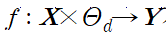 f : X × Θ_d → Y